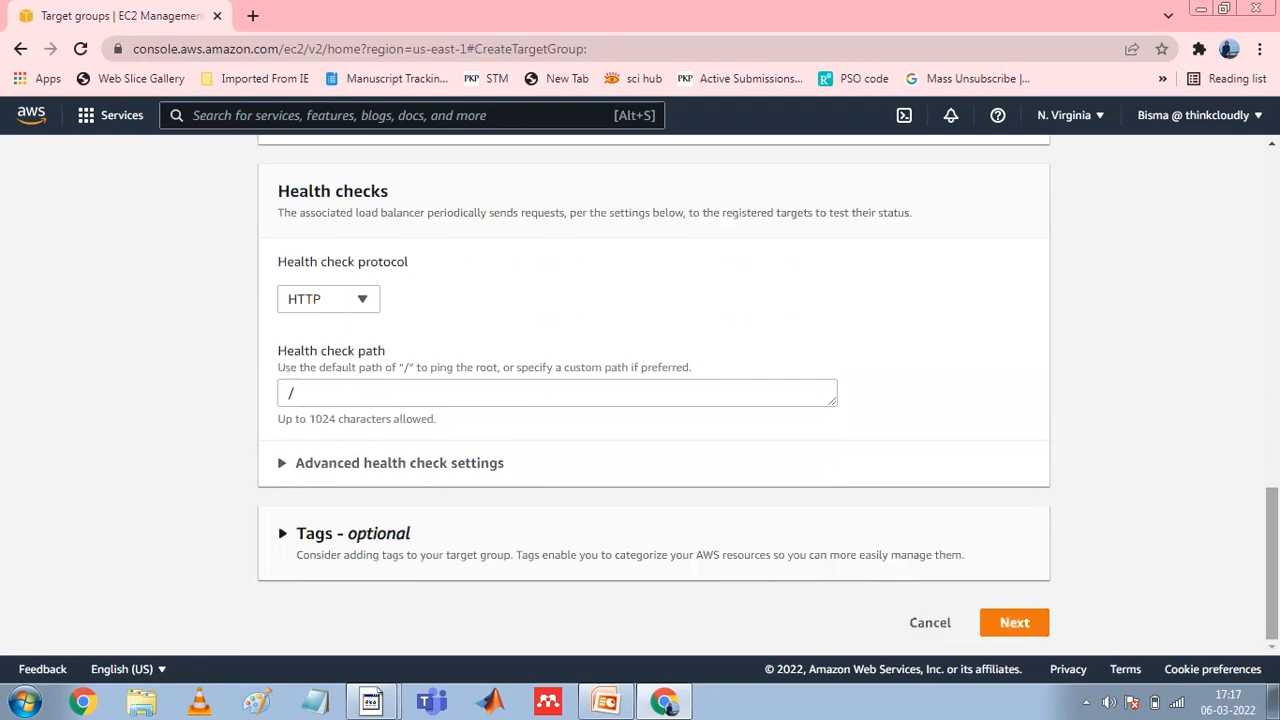 Target groups | EC2 Managemen
console.aws.amazon.com/ec2/v2/home?region=us-east-1#CreateTargetGroup:
Apps
Web Slice Gallery
Imported From IE
Manuscript Trackin...
PKP STM
New Tab
sci hub
PKP Active Submissions...
PSO code
Mass Unsubscribe |...
»
Reading list
aws
Services
Search for services, features, blogs, docs, and more
[Alt+S]
N. Virginia
Bisma @ thinkcloudly
Health checks
The associated load balancer periodically sends requests, per the settings below, to the registered targets to test their status.
Health check protocol
HTTP
Health check path
Use the default path of "/" to ping the root, or specify a custom path if preferred.
/
Up to 1024 characters allowed.
Advanced health check settings
Tags - optional
Consider adding tags to your target group. Tags enable you to categorize your AWS resources so you can more easily manage them.
Cancel
Next
Feedback
English (US)
© 2022, Amazon Web Services, Inc. or its affiliates.
Privacy
Terms
Cookie preferences
17:17
06-03-2022